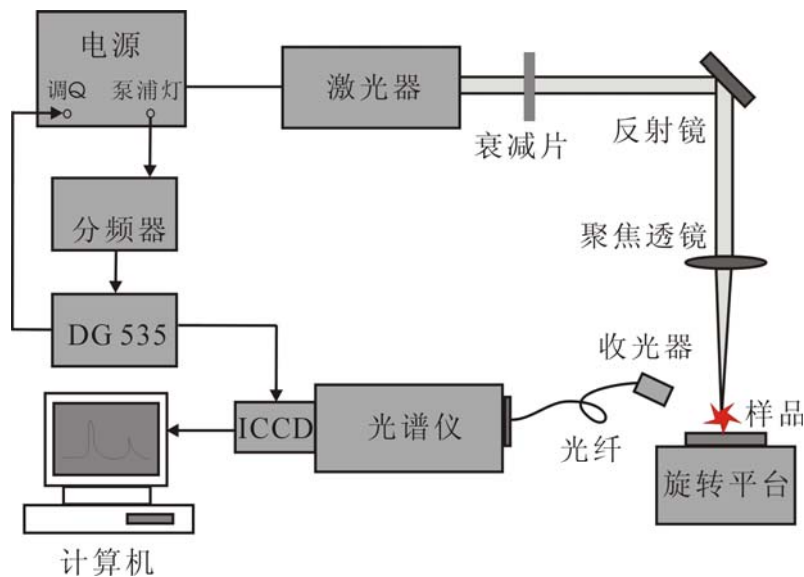 电源
调Q
泵浦灯
激光器
衰减片
反射镜
分频器
聚焦透镜
DG 535
收光器
ICCD
光谱仪
光纤
样品
旋转平台
计算机